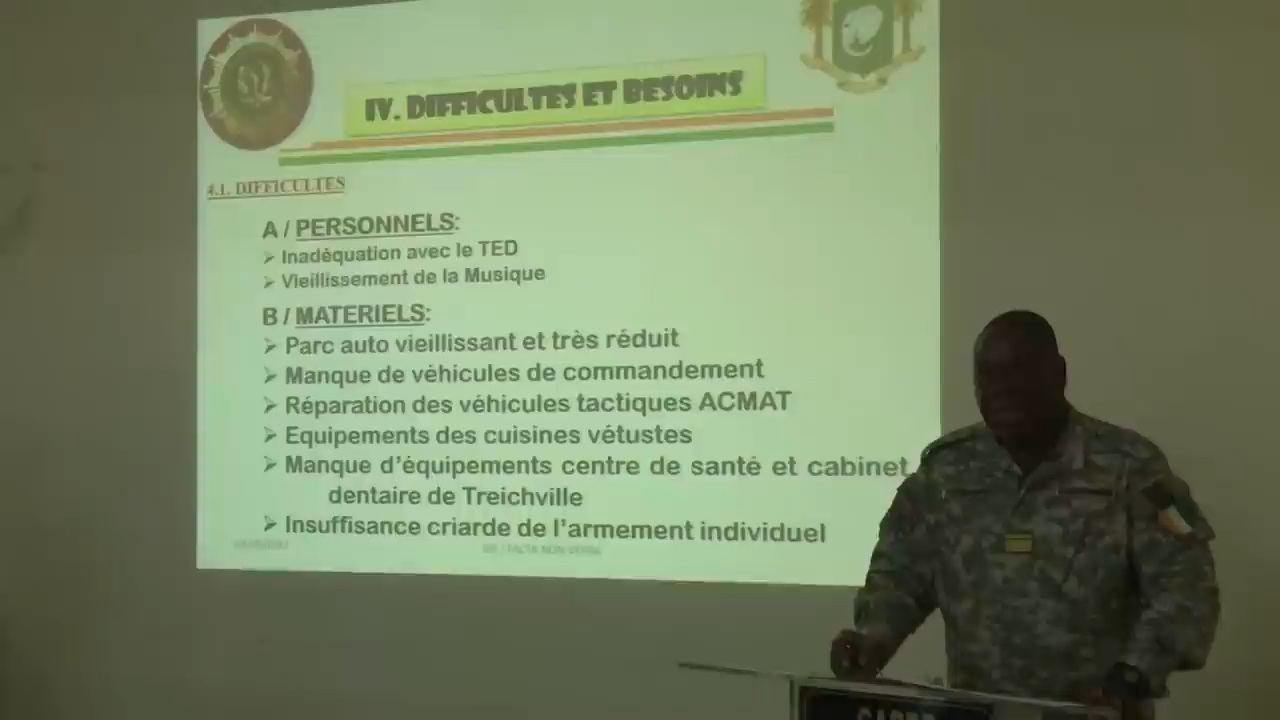 IV. DIFFICULTES ET BESOINS
4.1. DIFFICULTES
A / PERSONNELS:
➢ Inadéquation avec le TED
➢ Vieillissement de la Musique
B / MATERIELS:
➢ Parc auto vieillissant et très réduit
➢ Manque de véhicules de commandement
➢ Réparation des véhicules tactiques ACMAT
➢ Equipements des cuisines vétustes
➢ Manque d'équipements centre de santé et cabinet
dentaire de Treichville
➢ Insuffisance criarde de l'armement individuel